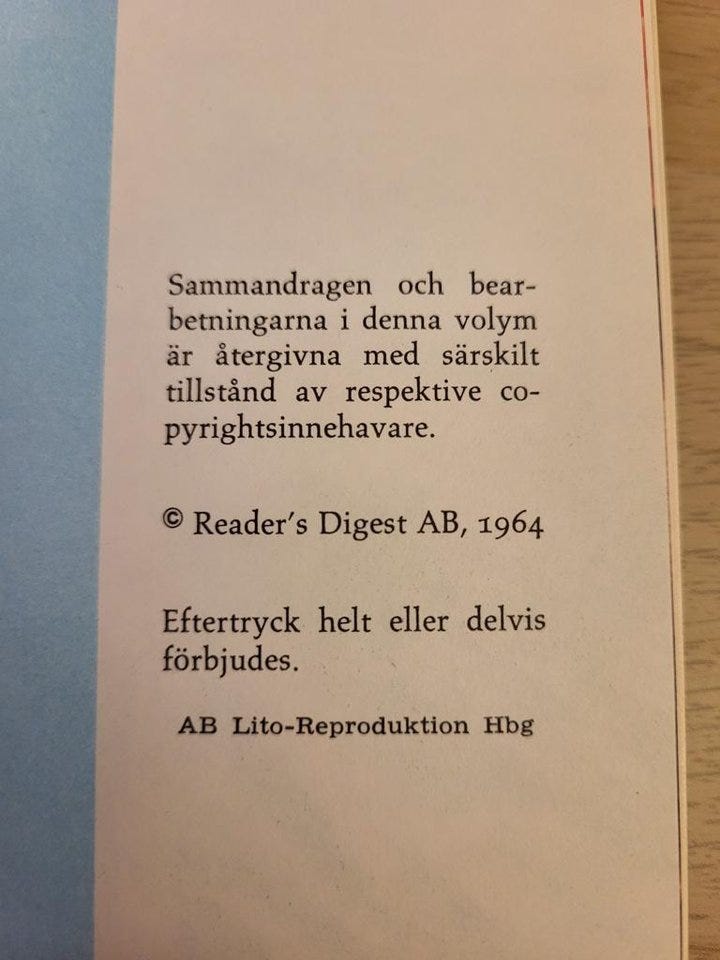 Sammandragen och bear-
betningarna i denna volym
är återgivna med särskilt
tillstånd av respektive co-
pyrightsinnehavare.
© Reader's Digest AB, 1964
Eftertryck helt eller delvis
förbjudes.
AB Lito-Reproduktion Hbg